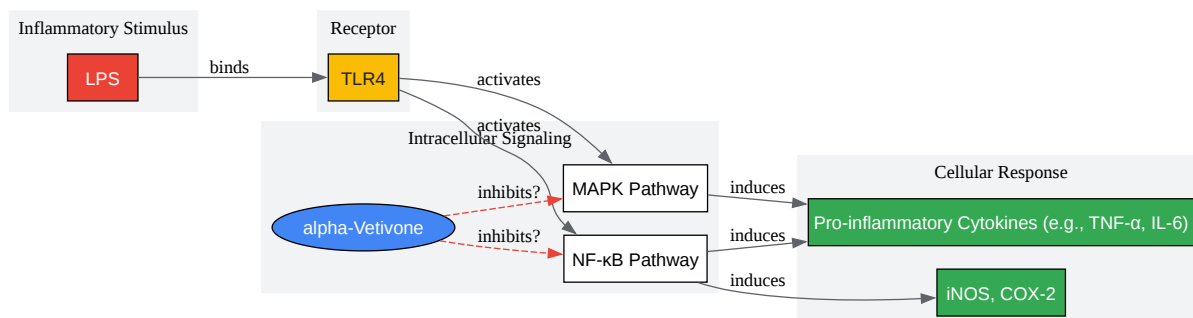 Inflammatory Stimulus
Receptor
LPS
binds
TLR4
activates
activates
Intracellular Signaling
Cellular Response
MAPK Pathway
induces
inhibits?
Pro-inflammatory Cytokines (e.g., TNF-α, IL-6)
alpha-Vetivone
inhibits?
induces
NF-κB Pathway
induces
iNOS, COX-2